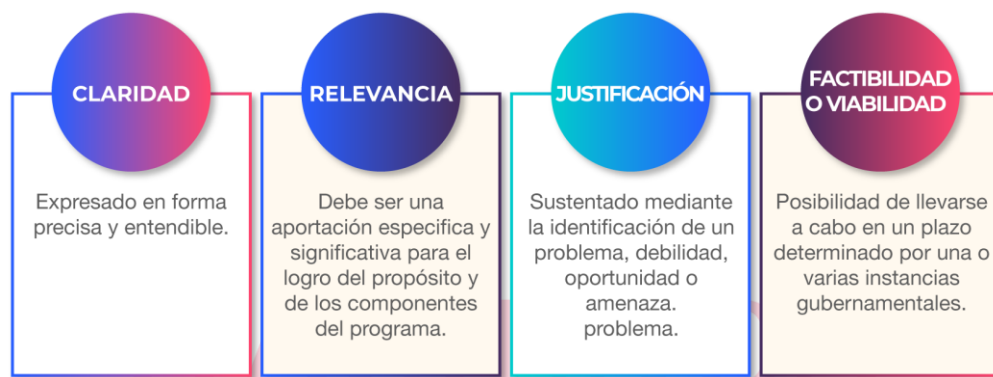 CLARIDAD
Expresado en forma
precisa y entendible.
RELEVANCIA
Debe ser una
aportación especifica y
significativa para el
logro del propósito y
de los componentes
del programa.
JUSTIFICACIÓN
Sustentado mediante
la identificación de un
problema, debilidad,
oportunidad o
amenaza.
problema.
FACTIBILIDAD
O VIABILIDAD
Posibilidad de llevarse
a cabo en un plazo
determinado por una o
varias instancias
gubernamentales.